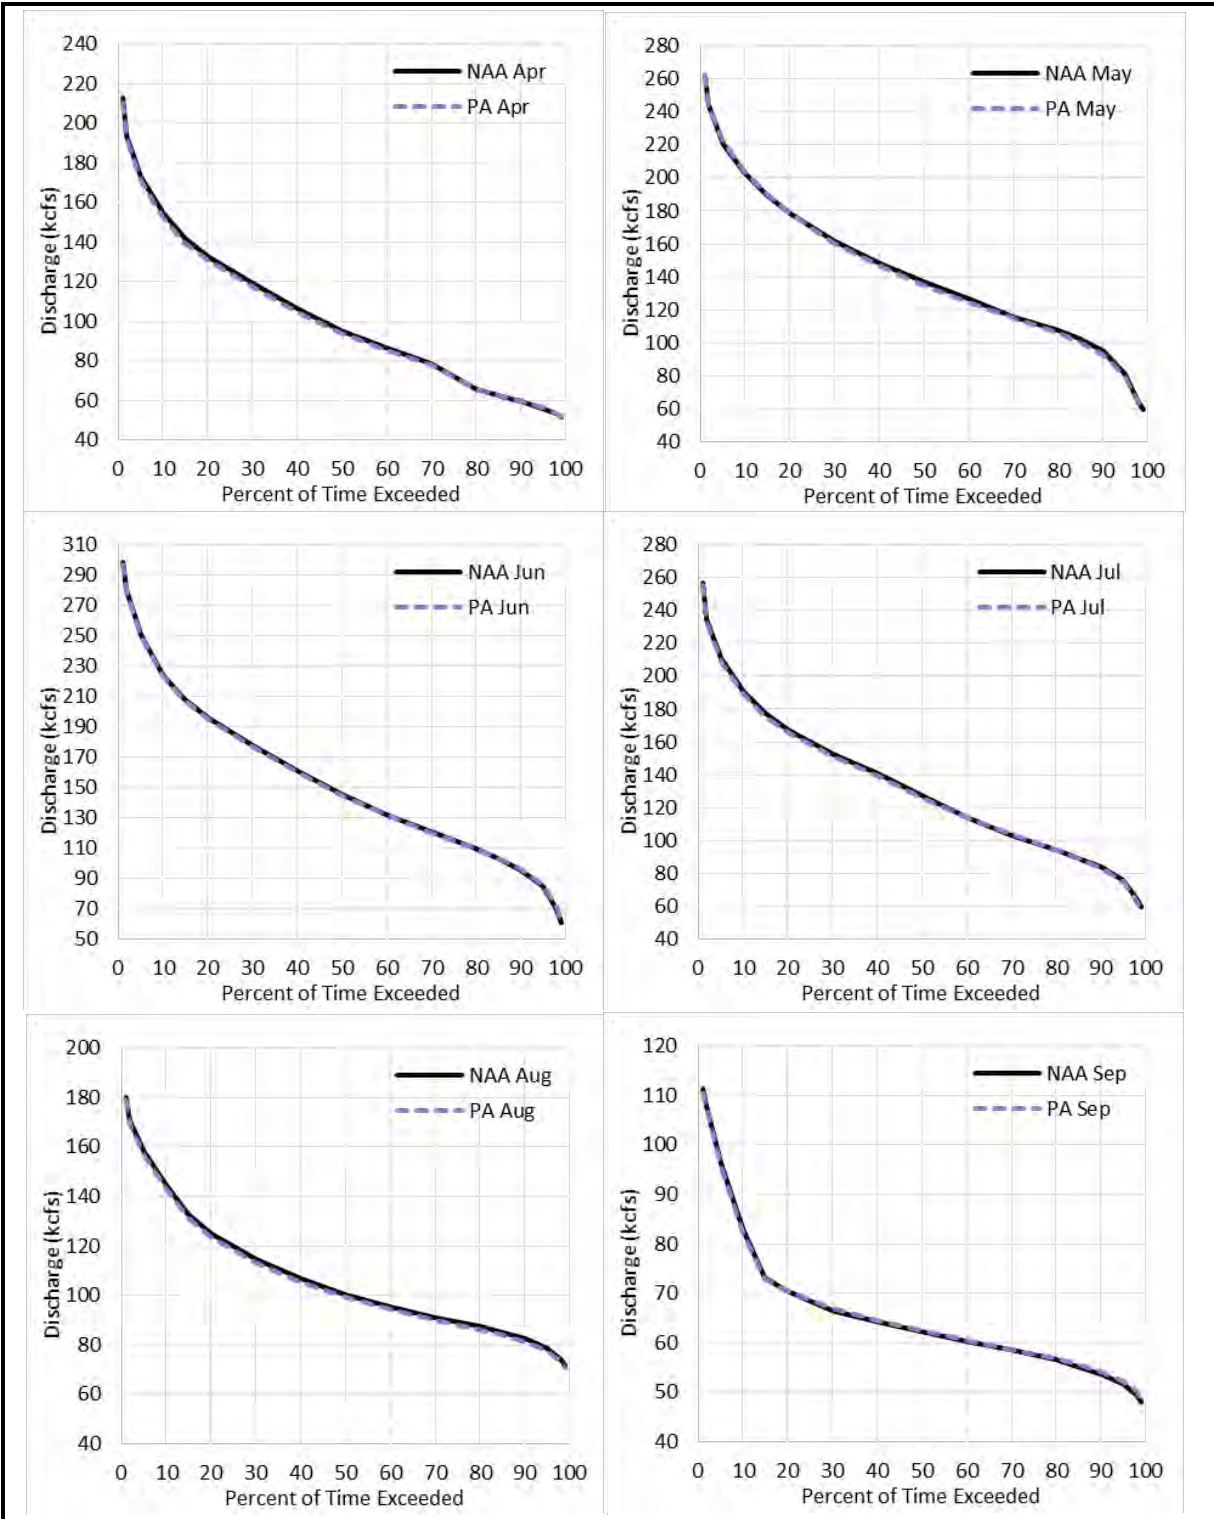 240
220
200
180
160
140
120
100
80
60
40
Discharge (kcfs)
NAA Apr
PA Apr
0 10 20 30 40 50 60 70 80 90 100
Percent of Time Exceeded
280
260
240
220
200
180
160
140
120
100
80
60
40
Discharge (kcfs)
NAA May
PA May
0 10 20 30 40 50 60 70 80 90 100
Percent of Time Exceeded
310
290
270
250
230
210
190
170
150
130
110
90
70
50
Discharge (kcfs)
NAA Jun
PA Jun
0 10 20 30 40 50 60 70 80 90 100
Percent of Time Exceeded
280
260
240
220
200
180
160
140
120
100
80
60
40
Discharge (kcfs)
NAA Jul
PA Jul
0 10 20 30 40 50 60 70 80 90 100
Percent of Time Exceeded
200
180
160
140
120
100
80
60
40
Discharge (kcfs)
NAA Aug
PA Aug
0 10 20 30 40 50 60 70 80 90 100
Percent of Time Exceeded
120
110
100
90
80
70
60
50
40
Discharge (kcfs)
NAA Sep
PA Sep
0 10 20 30 40 50 60 70 80 90 100
Percent of Time Exceeded